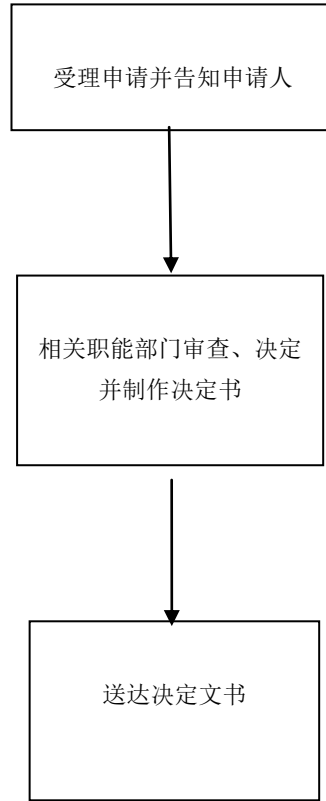 受理申请并告知申请人
相关职能部门审查、决定
并制作决定书
送达决定文书